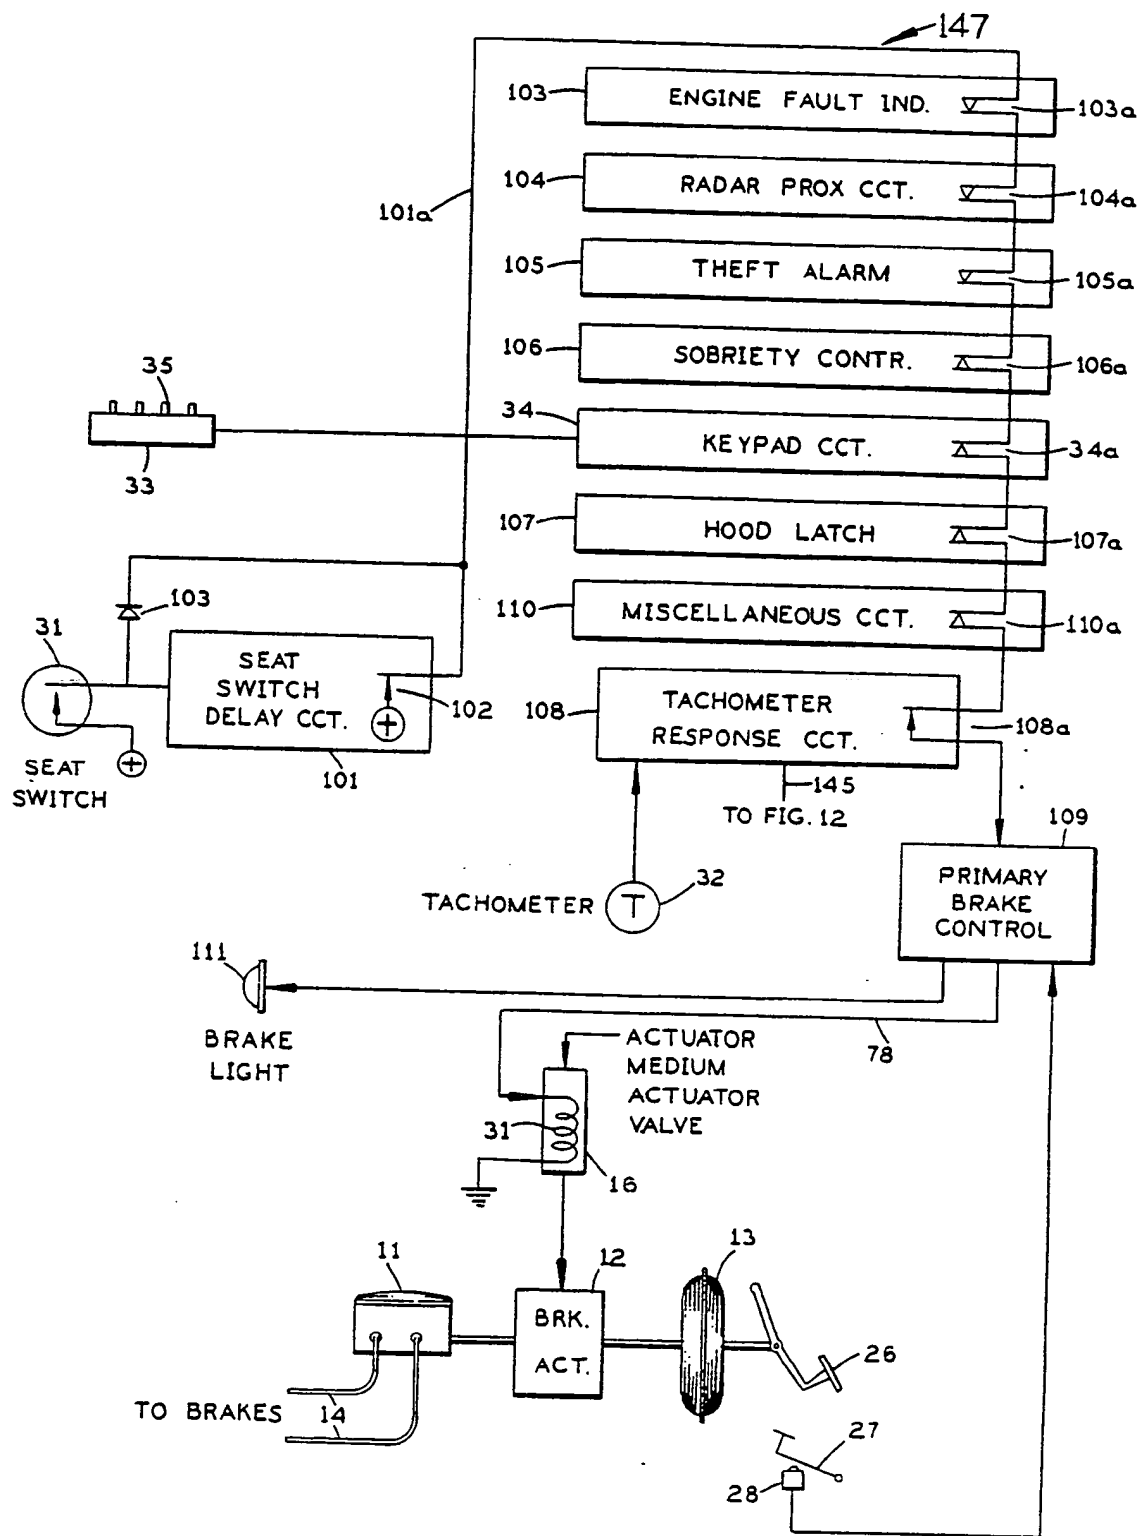 147
103 ENGINE FAULT IND. 103a
104 RADAR PROX CCT. 104a
101a
105 THEFT ALARM 105a
106 SOBRIETY CONTR. 106a
35
34 KEYPAD CCT. 34a
33
107 HOOD LATCH 107a
103
110 MISCELLANEOUS CCT. 110a
31
SEAT
SWITCH
DELAY CCT.
102
101
+
+
SEAT
SWITCH
108 TACHOMETER
RESPONSE CCT.
108a
145
TO FIG. 12
109
PRIMARY
BRAKE
CONTROL
TACHOMETER T 32
111
BRAKE
LIGHT
78
ACTUATOR
MEDIUM
ACTUATOR
VALVE
31
16
11
12
13
BRK.
ACT.
26
TO BRAKES 14
27
28